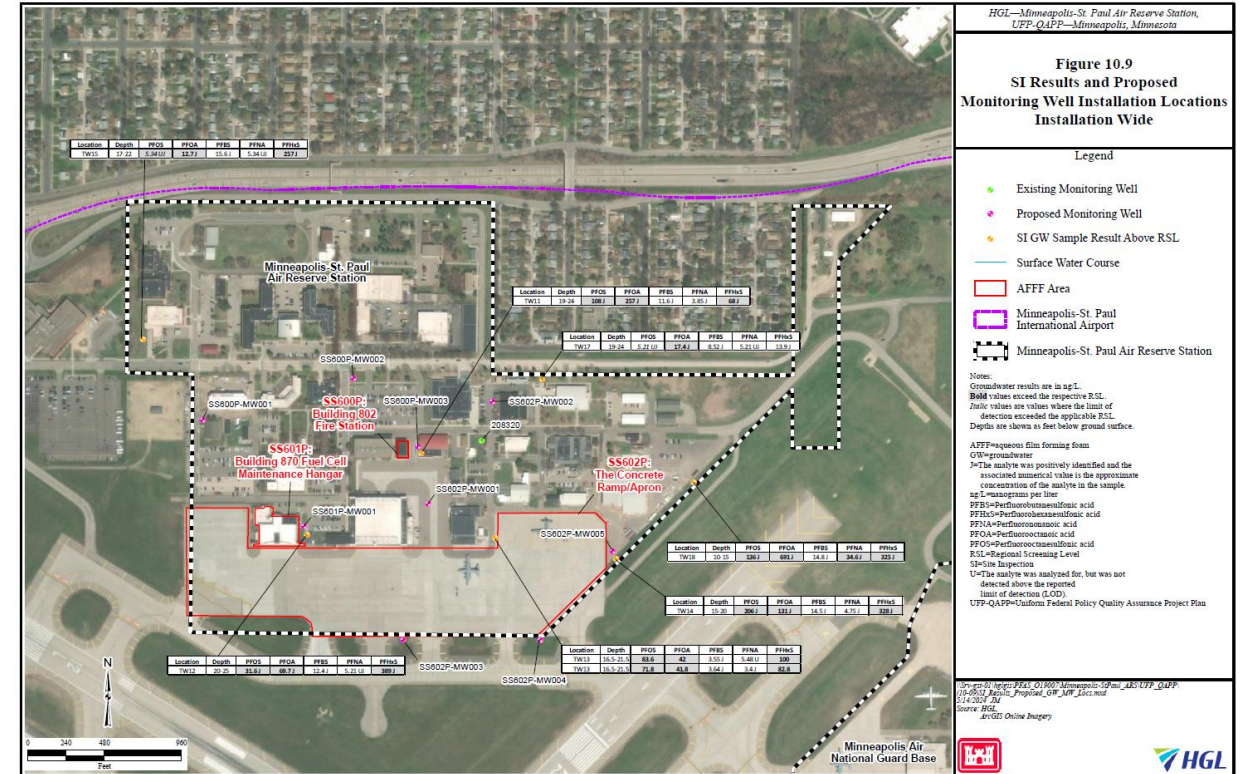 HGL—Minneapolis-St. Paul Air Reserve Station,
UFP-QAPP—Minneapolis, Minnesota
Figure 10.9
SI Results and Proposed
Monitoring Well Installation Locations
Installation Wide
Legend
Existing Monitoring Well
Proposed Monitoring Well
SI GW Sample Result Above RSL
Surface Water Course
AFFF Area
Minneapolis-St. Paul
International Airport
Minneapolis-St. Paul Air Reserve Station
Notes:
Groundwater results are in ng/L.
Bold values exceed the respective RSL.
Italic values are values where the limit of
detection exceeded the applicable RSL.
Depths are shown as feet below ground surface.
AFFF=aqueous film forming foam
GW=groundwater
J=The analyte was positively identified and the
associated numerical value is the approximate
concentration of the analyte in the sample.
ng/L=nanograms per liter
PFBS=Perfluorobutanesulfonic acid
PFHxS=Perfluorohexanesulfonic acid
PFNA=Perfluorononanoic acid
PFOA=Perfluorooctanoic acid
PFOS=Perfluorooctanesulfonic acid
RSL=Regional Screening Level
SI=Site Inspection
U=The analyte was analyzed for, but was not
detected above the reported
limit of detection (LOD).
UFP-QAPP=Uniform Federal Policy Quality Assurance Project Plan
5/14/2024 JM
Source: HGL,
ArcGIS Online Imagery
HGL
Location Depth PFOS PFOA PFBS PFNA PFHxS
TW15 17-22 5.34 UJ 12.7 J 15.6 J 5.34 UJ 257 J
Minneapolis-St. Paul
Air Reserve Station
Location Depth PFOS PFOA PFBS PFNA PFHxS
TW11 19-24 108 J 257 J 11.6 J 3.85 J 68 J
Location Depth PFOS PFOA PFBS PFNA PFHxS
TW17 19-24 5.21 UJ 17.4 J 8.52 J 5.21 UJ 13.9 J
SS600P-MW002
SS600P-MW001
SS600P:
Building 802
Fire Station
SS600P-MW003
SS602P-MW002
208320
SS601P:
Building 870 Fuel Cell
Maintenance Hangar
SS602P:
The Concrete
Ramp/Apron
SS602P-MW001
SS601P-MW001
SS602P-MW005
Location Depth PFOS PFOA PFBS PFNA PFHxS
TW18 10-15 136 J 691 J 14.8 J 34.6 J 325 J
Location Depth PFOS PFOA PFBS PFNA PFHxS
TW14 15-20 206 J 131 J 14.5 J 4.75 J 328 J
Location Depth PFOS PFOA PFBS PFNA PFHxS
TW12 20-25 31.6 J 69.7 J 12.4 J 5.21 UJ 389 J
Location Depth PFOS PFOA PFBS PFNA PFHxS
TW13 16.5-21.5 83.6 42 3.55 J 5.48 U 100
TW13 16.5-21.5 71.8 41.8 3.64 J 3.4 J 82.8
SS602P-MW003
SS602P-MW004
N
0 240 480 960
Feet
Minneapolis Air
National Guard Base